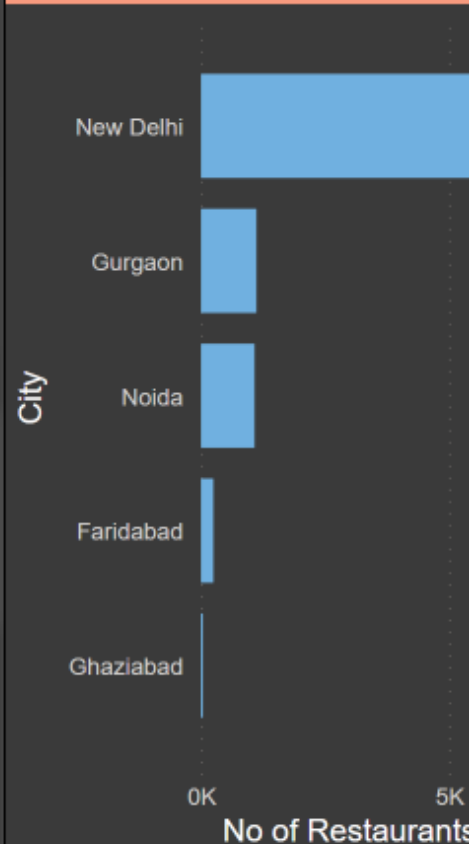 New Delhi
Gurgaon
Noida
Faridabad
Ghaziabad
City
0K 5K
No of Restaurants